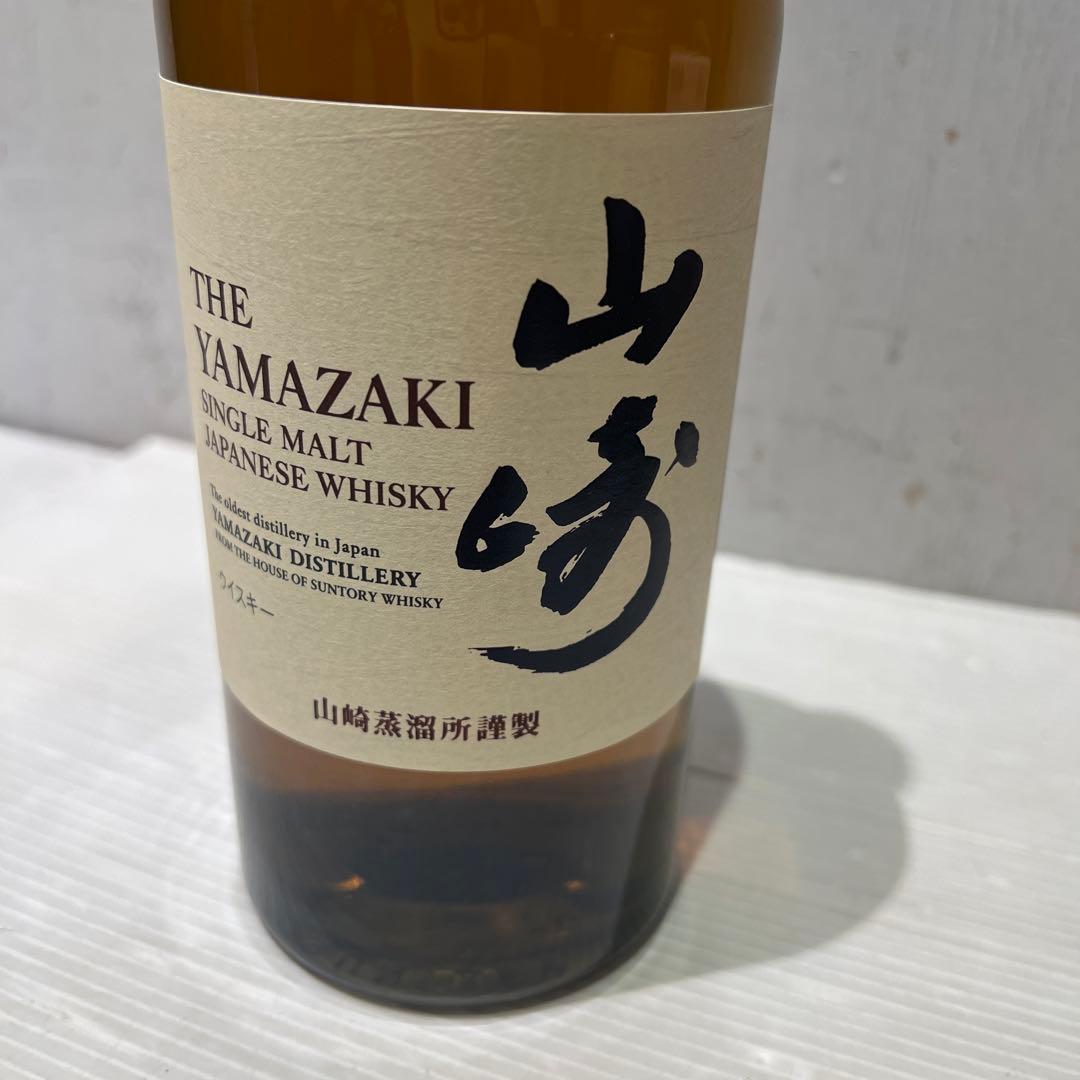 THE
YAMAZAKI
SINGLE MALT
JAPANESE WHISKY
The oldest distillery in Japan
YAMAZAKI DISTILLERY
FROM THE HOUSE OF SUNTORY WHISKY
ウイスキー
山崎
山崎蒸溜所謹製